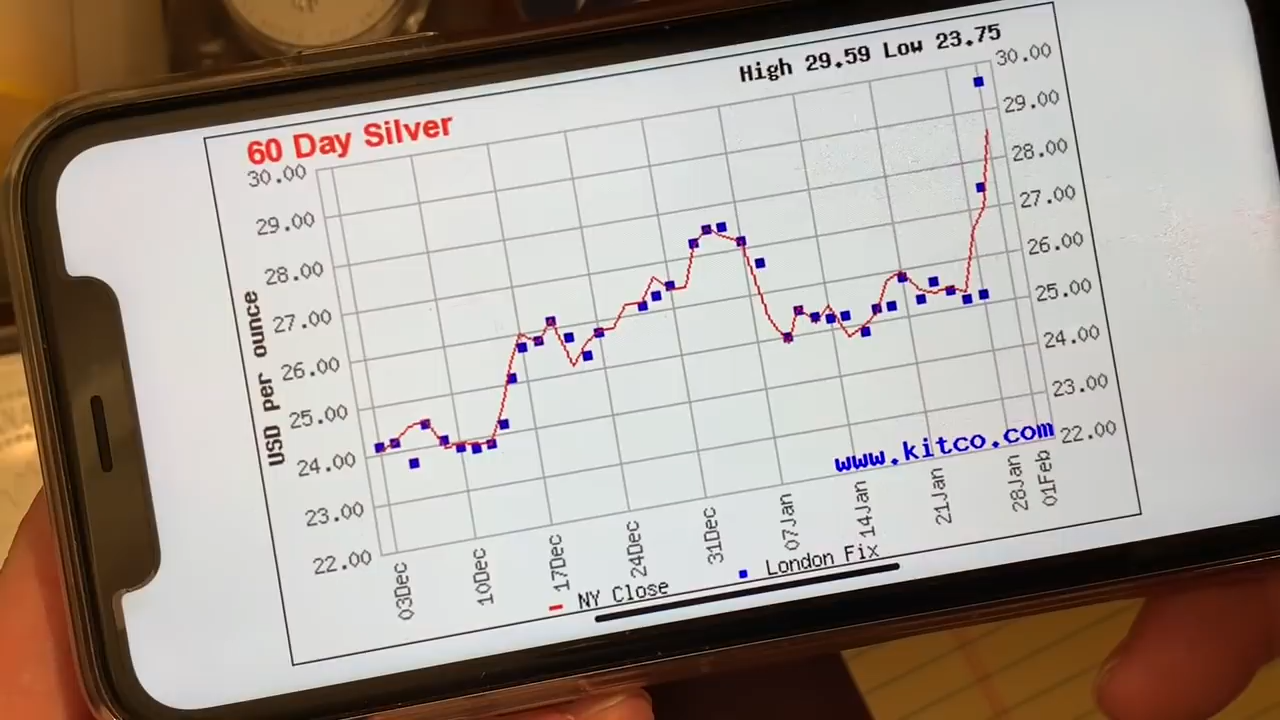 High 29.59 Low 23.75
60 Day Silver
30.00
29.00
28.00
27.00
26.00
25.00
24.00
23.00
22.00
USD per ounce
30.00
29.00
28.00
27.00
26.00
25.00
24.00
23.00
22.00
www.kitco.com
03Dec
10Dec
17Dec
24Dec
31Dec
07Jan
14Jan
21Jan
28Jan
01Feb
NY Close
London Fix